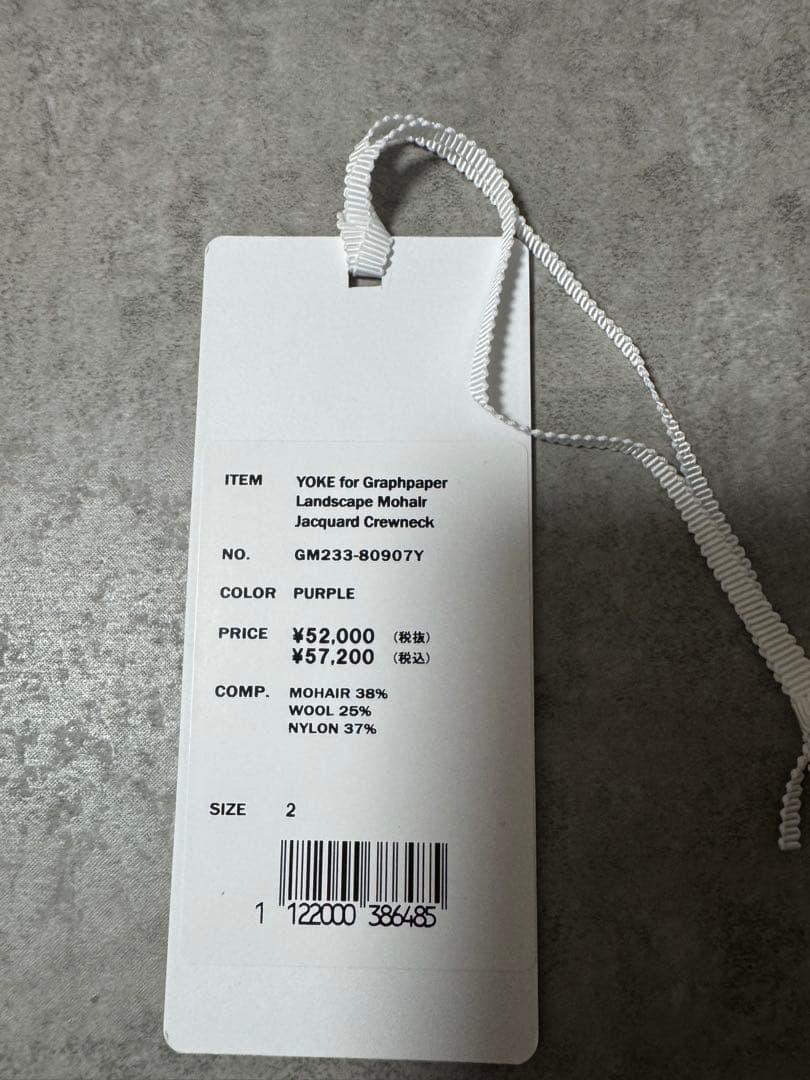 ITEM YOKE for Graphpaper
Landscape Mohair
Jacquard Crewneck
NO. GM233-80907Y
COLOR PURPLE
PRICE ¥52,000 (税抜)
¥57,200 (税込)
COMP. MOHAIR 38%
WOOL 25%
NYLON 37%
SIZE 2
1 122000 386485